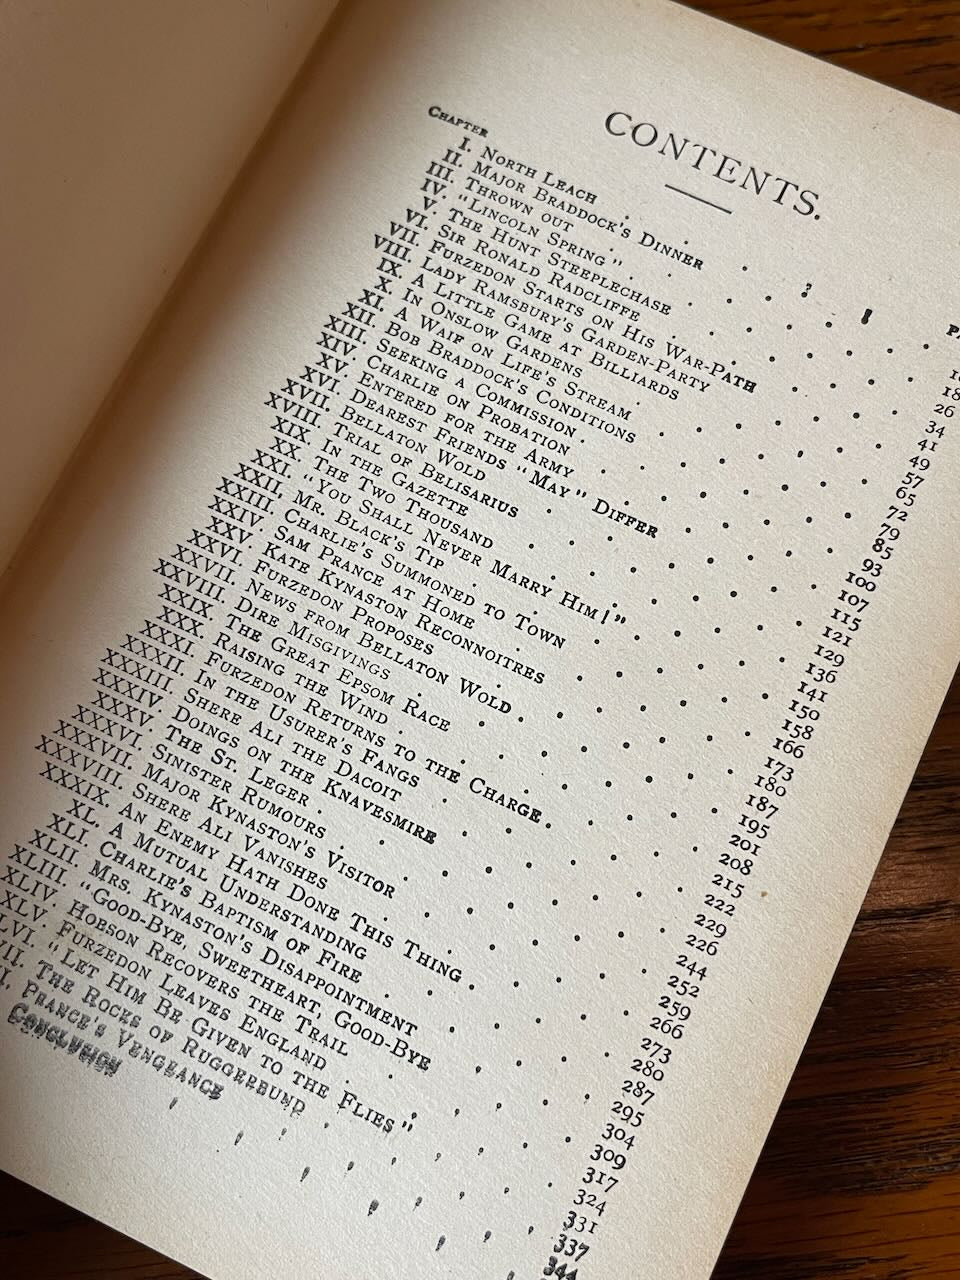 CONTENTS.
CHAPTER
I. NORTH LEACH
II. MAJOR BRADDOCK'S DINNER
III. THROWN OUT 18
IV. "LINCOLN SPRING" 26
V. THE HUNT STEEPLECHASE 34
VI. SIR RONALD RADCLIFFE 41
VII. FURZEDON STARTS ON HIS WAR-PATH 49
VIII. LADY RAMSBURY'S GARDEN-PARTY 57
IX. A LITTLE GAME AT BILLIARDS 65
X. IN ONSLOW GARDENS 72
XI. A WAIF ON LIFE'S STREAM 79
XII. BOB BRADDOCK'S CONDITIONS 85
XIII. SEEKING A COMMISSION 93
XIV. CHARLIE ON PROBATION 100
XV. ENTERED FOR THE ARMY 107
XVI. DEAREST FRIENDS "MAY" DIFFER 115
XVII. BELLATON WOLD 121
XVIII. TRIAL OF BELISARIUS 129
XIX. IN THE GAZETTE 136
XX. THE TWO THOUSAND 141
XXI. "YOU SHALL NEVER MARRY HIM!" 150
XXII. MR. BLACK'S TIP 158
XXIII. CHARLIE'S SUMMONED TO TOWN 166
XXIV. SAM PRANCE AT HOME 173
XXV. KATE KYNASTON RECONNOITRES 180
XXVI. FURZEDON PROPOSES 187
XXVII. NEWS FROM BELLATON WOLD 195
XXVIII. DIRE MISGIVINGS 201
XXIX. THE GREAT EPSOM RACE 208
XXX. RAISING THE WIND 215
XXXI. FURZEDON RETURNS TO THE CHARGE 222
XXXII. IN THE USURER'S FANGS 229
XXXIII. SHERE ALI THE DACOIT 226
XXXIV. DOINGS ON THE KNAVESMIRE 244
XXXV. THE ST. LEGER 252
XXXVI. SINISTER RUMOURS 259
XXXVII. MAJOR KYNASTON'S VISITOR 266
XXXVIII. SHERE ALI VANISHES 273
XXXIX. AN ENEMY HATH DONE THIS THING 280
XL. A MUTUAL UNDERSTANDING 287
XLI. CHARLIE'S BAPTISM OF FIRE 295
XLII. MRS. KYNASTON'S DISAPPOINTMENT 304
XLIII. "GOOD-BYE, SWEETHEART, GOOD-BYE 309
XLIV. HOBSON RECOVERS THE TRAIL 317
XLV. FURZEDON LEAVES ENGLAND 324
LVI. "LET HIM BE GIVEN TO THE FLIES" 331
VII. THE ROCKS OF RUGGERBUND 337
I. PRANCE'S VENGEANCE 344
CONCLUSION